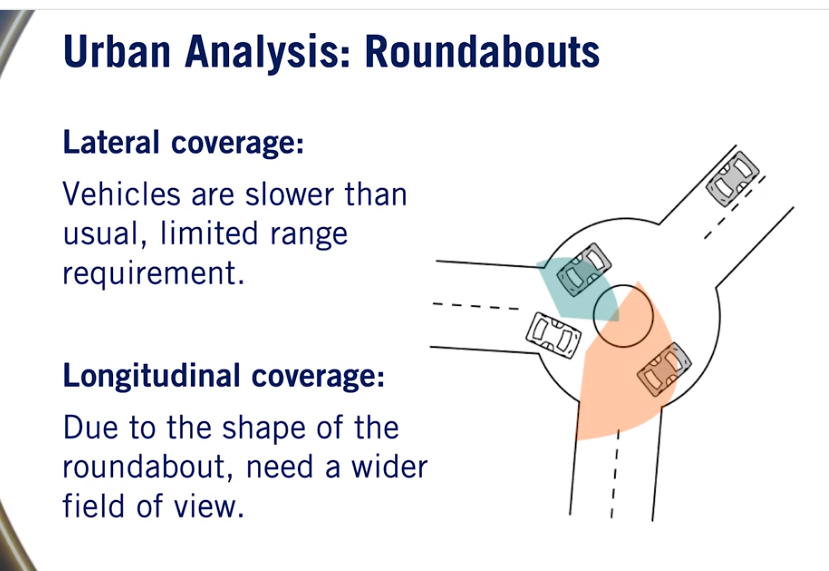 Urban Analysis: Roundabouts
Lateral coverage:
Vehicles are slower than
usual, limited range
requirement.
Longitudinal coverage:
Due to the shape of the
roundabout, need a wider
field of view.